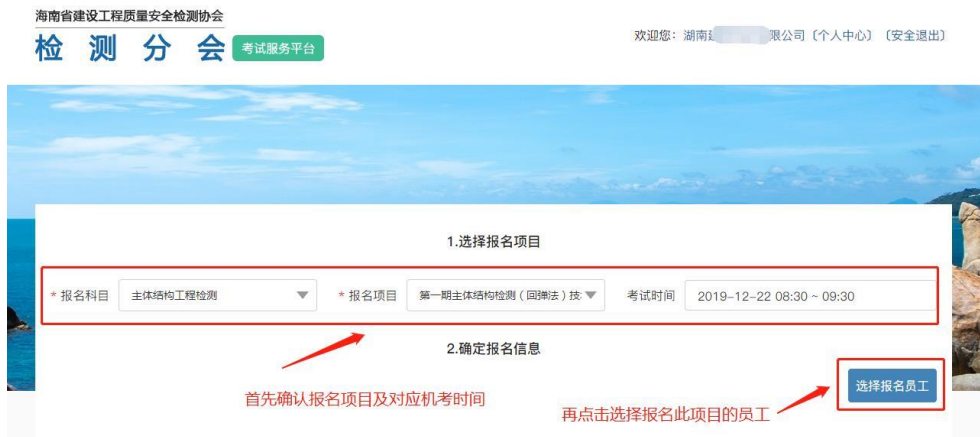 海南省建设工程质量安全检测协会
检测分会 考试服务平台
欢迎您：湖南 限公司〔个人中心〕〔安全退出〕
1.选择报名项目
* 报名科目 主体结构工程检测 * 报名项目 第一期主体结构检测（回弹法）技 考试时间 2019-12-22 08:30 ~ 09:30
2.确定报名信息
选择报名员工
首先确认报名项目及对应机考时间
再点击选择报名此项目的员工